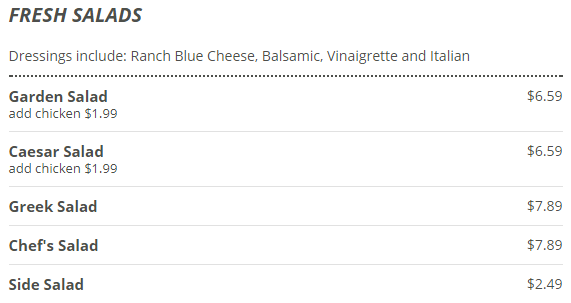 FRESH SALADS
Dressings include: Ranch Blue Cheese, Balsamic, Vinaigrette and Italian
Garden Salad $6.59
add chicken $1.99
Caesar Salad $6.59
add chicken $1.99
Greek Salad $7.89
Chef's Salad $7.89
Side Salad $2.49